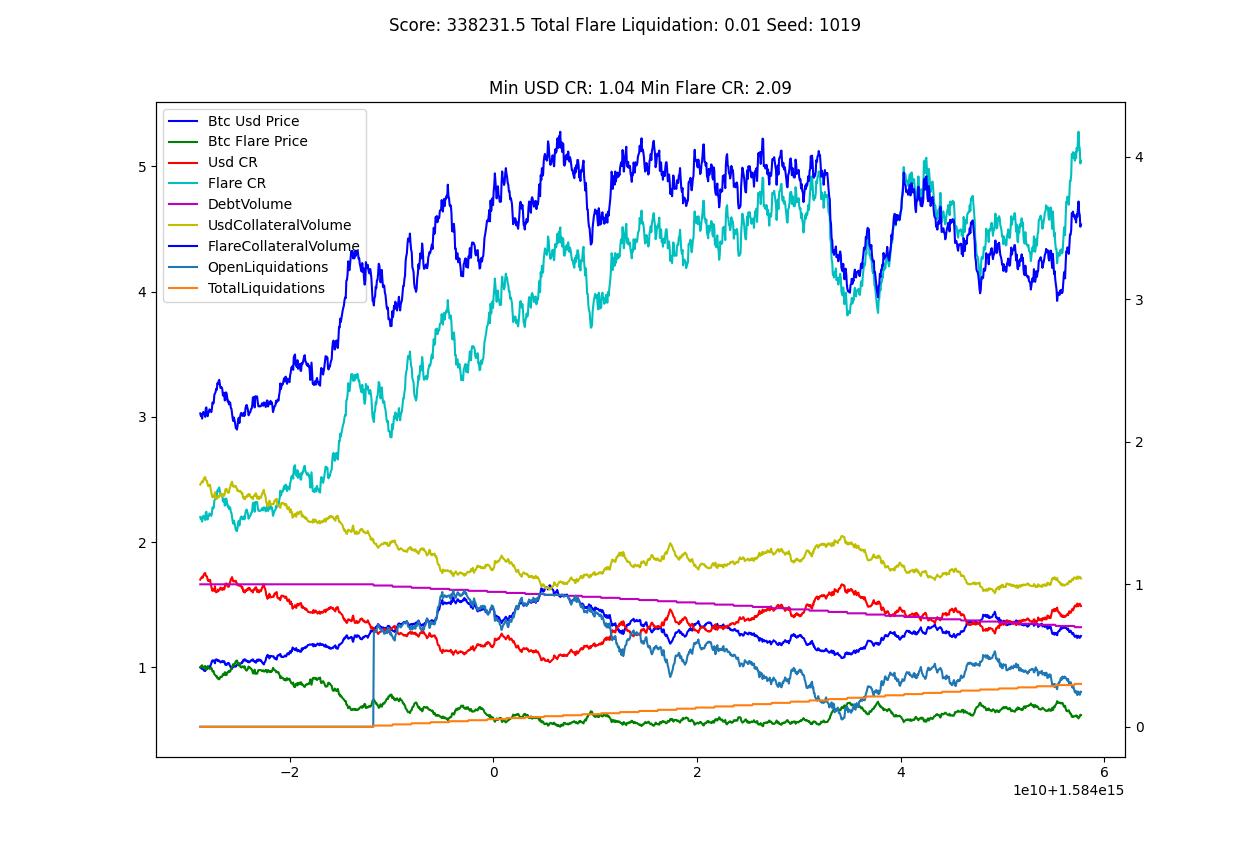 Score: 338231.5 Total Flare Liquidation: 0.01 Seed: 1019
Min USD CR: 1.04 Min Flare CR: 2.09
Btc Usd Price
Btc Flare Price
Usd CR
Flare CR
DebtVolume
UsdCollateralVolume
FlareCollateralVolume
OpenLiquidations
TotalLiquidations
5
4
3
2
1
4
3
2
1
0
−2
0
2
4
6
1e10+1.584e15